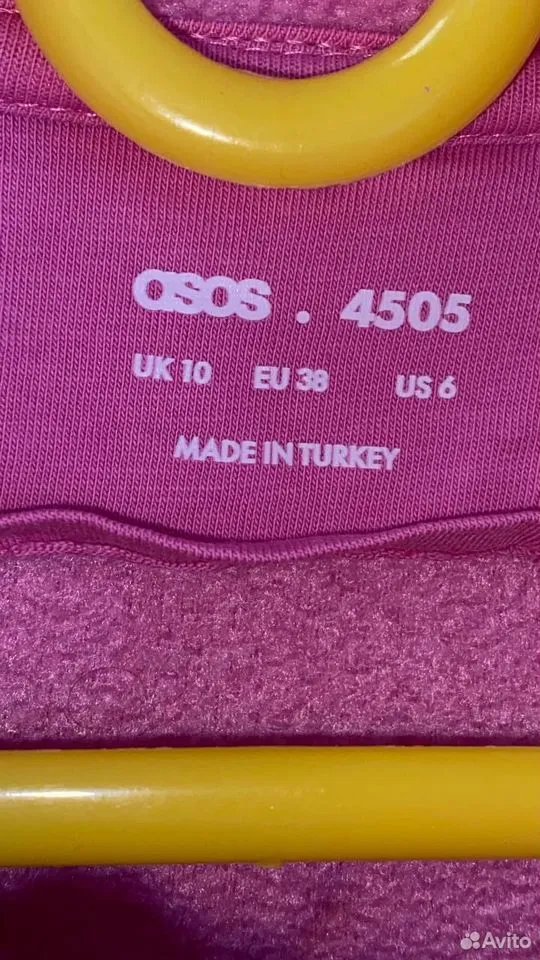 asos . 4505
UK 10 EU 38 US 6
MADE IN TURKEY
Avito